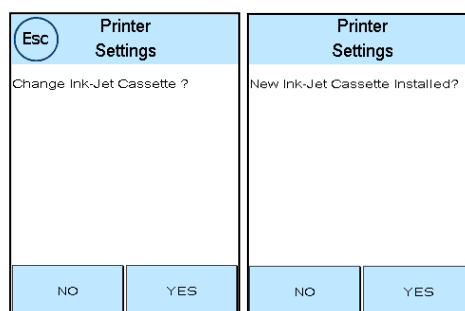 Esc
Printer
Settings
Change Ink-Jet Cassette ?
NO
YES
Printer
Settings
New Ink-Jet Cassette Installed?
NO
YES